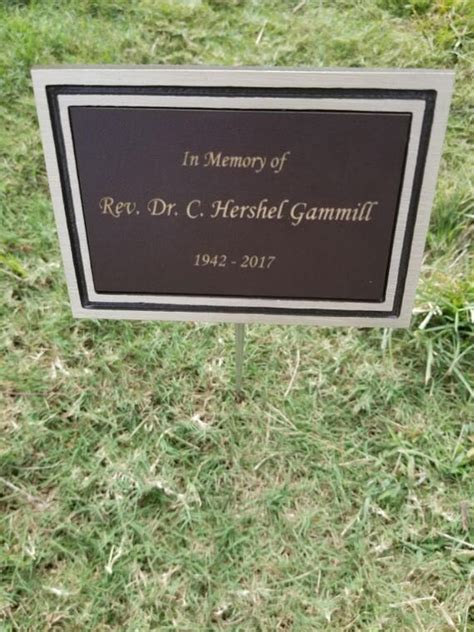 In Memory of
Rev. Dr. C. Hershel Gammill
1942 - 2017